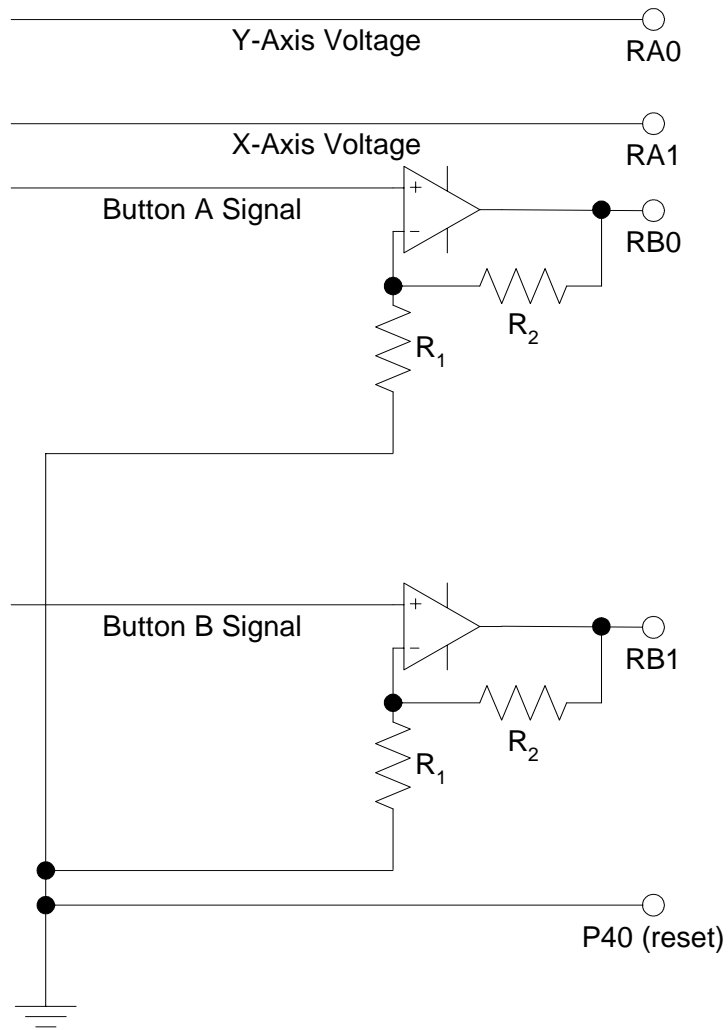 Y-Axis Voltage
RA0
X-Axis Voltage
RA1
+
Button A Signal
−
RB0
R2
R1
+
Button B Signal
−
RB1
R2
R1
P40 (reset)